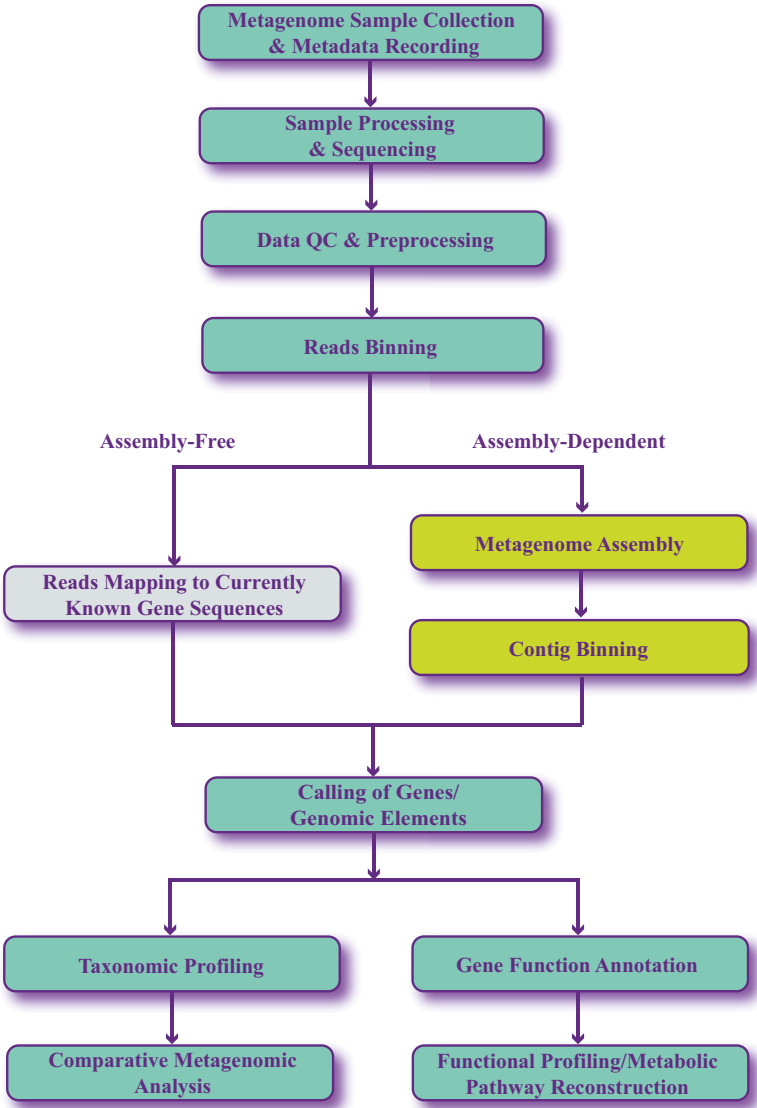 Metagenome Sample Collection
& Metadata Recording
Sample Processing
& Sequencing
Data QC & Preprocessing
Reads Binning
Assembly-Free
Assembly-Dependent
Metagenome Assembly
Reads Mapping to Currently
Known Gene Sequences
Contig Binning
Calling of Genes/
Genomic Elements
Taxonomic Profiling
Gene Function Annotation
Comparative Metagenomic
Analysis
Functional Profiling/Metabolic
Pathway Reconstruction